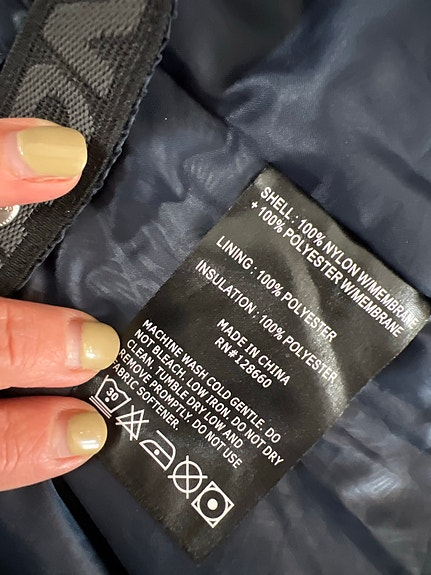 SHELL : 100% NYLON W/MEMBRANE
+ 100% POLYESTER W/MEMBRANE
LINING : 100% POLYESTER
INSULATION : 100% POLYESTER
MADE IN CHINA
RN#128660
MACHINE WASH COLD GENTLE. DO
NOT BLEACH. LOW IRON. DO NOT DRY
CLEAN. TUMBLE DRY LOW AND
REMOVE PROMPTLY. DO NOT USE
FABRIC SOFTENER.
30